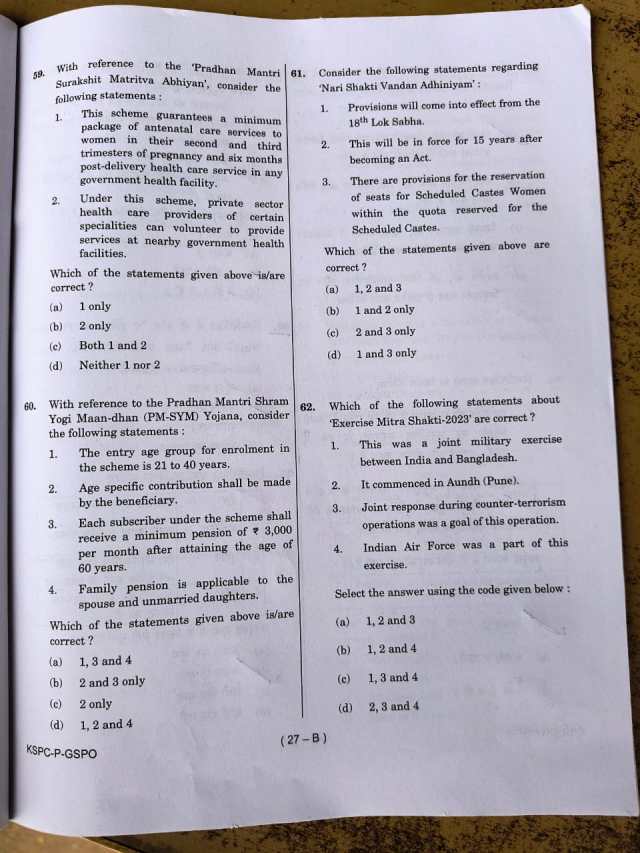 59. With reference to the 'Pradhan Mantri
Surakshit Matritva Abhiyan', consider the
following statements :
1. This scheme guarantees a minimum
package of antenatal care services to
women in their second and third
trimesters of pregnancy and six months
post-delivery health care service in any
government health facility.
2. Under this scheme, private sector
health care providers of certain
specialities can volunteer to provide
services at nearby government health
facilities.
Which of the statements given above is/are
correct ?
(a) 1 only
(b) 2 only
(c) Both 1 and 2
(d) Neither 1 nor 2
60. With reference to the Pradhan Mantri Shram
Yogi Maan-dhan (PM-SYM) Yojana, consider
the following statements :
1. The entry age group for enrolment in
the scheme is 21 to 40 years.
2. Age specific contribution shall be made
by the beneficiary.
3. Each subscriber under the scheme shall
receive a minimum pension of ₹ 3,000
per month after attaining the age of
60 years.
4. Family pension is applicable to the
spouse and unmarried daughters.
Which of the statements given above is/are
correct ?
(a) 1, 3 and 4
(b) 2 and 3 only
(c) 2 only
(d) 1, 2 and 4
61. Consider the following statements regarding
'Nari Shakti Vandan Adhiniyam' :
1. Provisions will come into effect from the
18th Lok Sabha.
2. This will be in force for 15 years after
becoming an Act.
3. There are provisions for the reservation
of seats for Scheduled Castes Women
within the quota reserved for the
Scheduled Castes.
Which of the statements given above are
correct ?
(a) 1, 2 and 3
(b) 1 and 2 only
(c) 2 and 3 only
(d) 1 and 3 only
62. Which of the following statements about
'Exercise Mitra Shakti-2023' are correct ?
1. This was a joint military exercise
between India and Bangladesh.
2. It commenced in Aundh (Pune).
3. Joint response during counter-terrorism
operations was a goal of this operation.
4. Indian Air Force was a part of this
exercise.
Select the answer using the code given below :
(a) 1, 2 and 3
(b) 1, 2 and 4
(c) 1, 3 and 4
(d) 2, 3 and 4
KSPC-P-GSPO
( 27 – B )